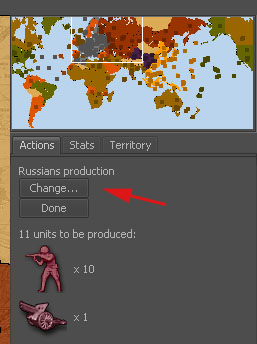 Actions Stats Territory
Russians production
Change...
Done
11 units to be produced:
x 10
x 1